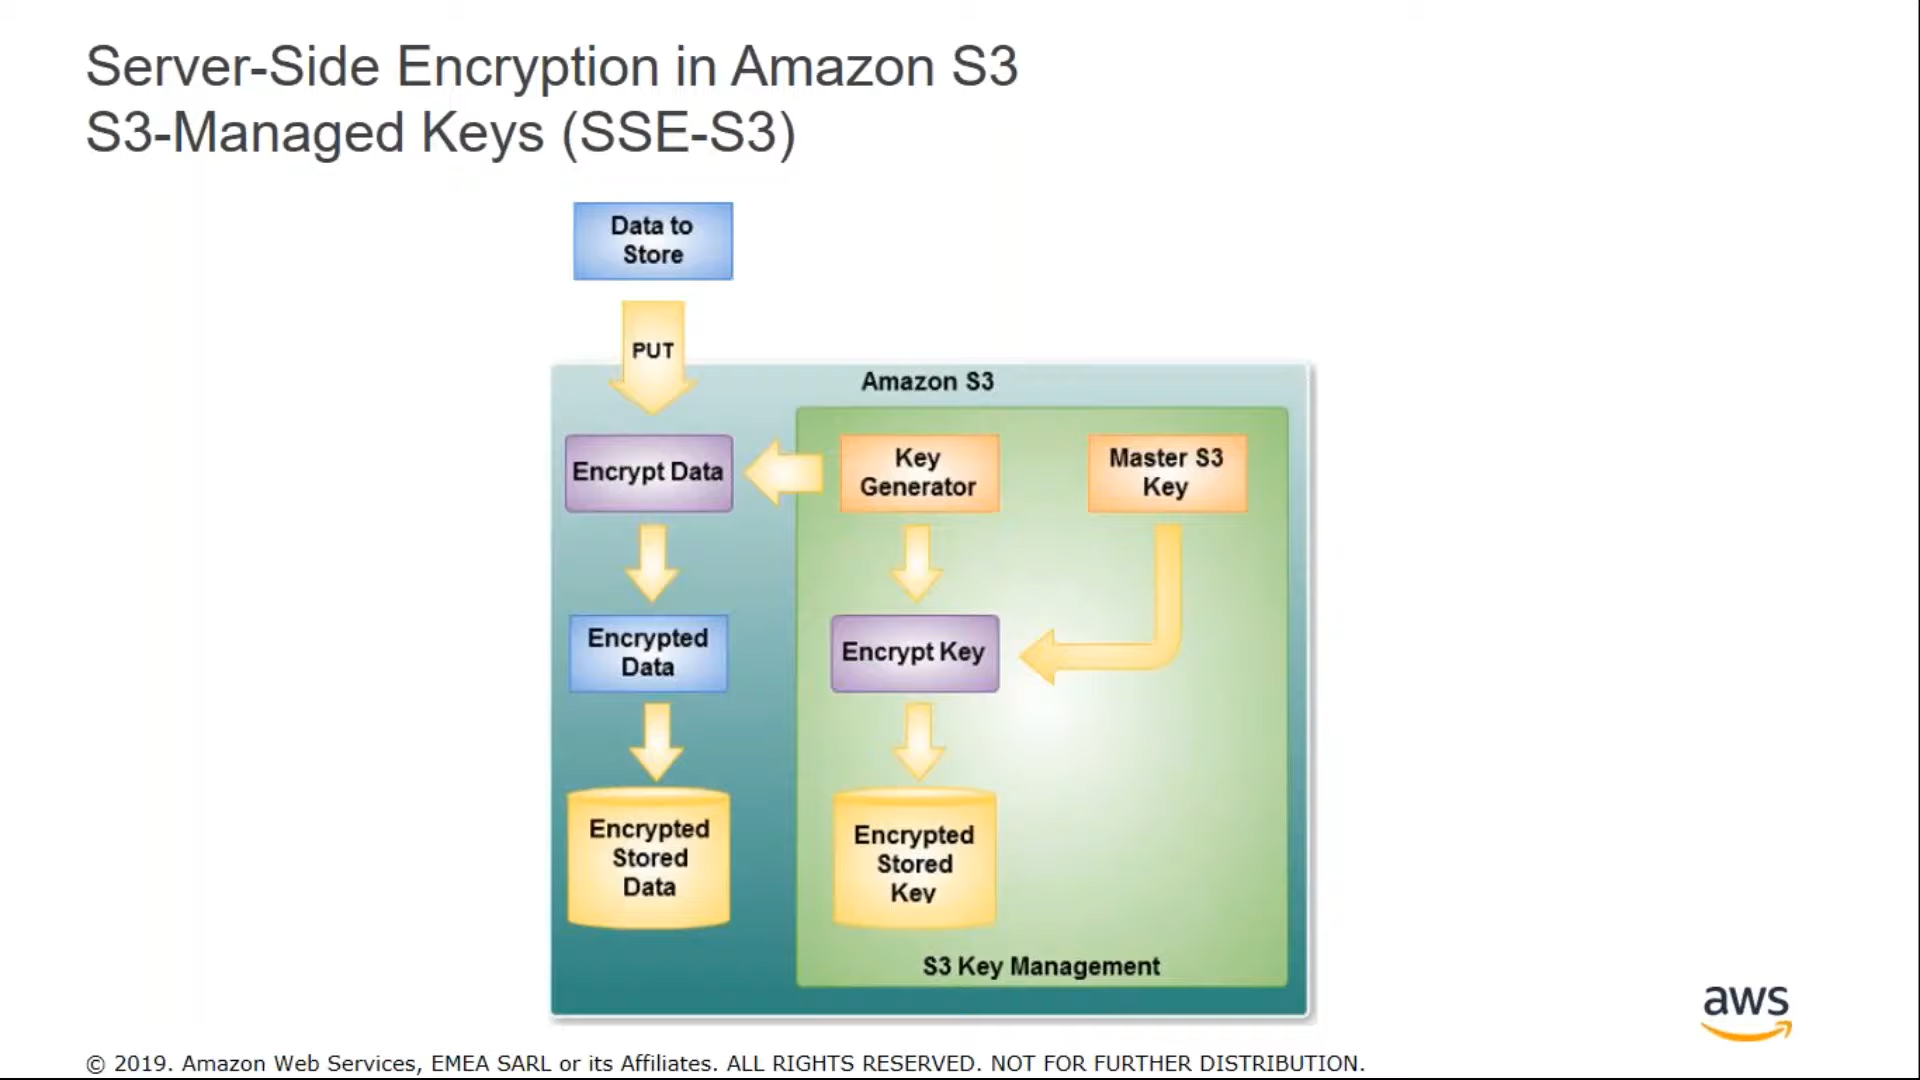 Server-Side Encryption in Amazon S3
S3-Managed Keys (SSE-S3)
Data to
Store
PUT
Amazon S3
Encrypt Data
Key
Generator
Master S3
Key
Encrypted
Data
Encrypt Key
Encrypted
Stored
Data
Encrypted
Stored
Key
S3 Key Management
aws
© 2019. Amazon Web Services, EMEA SARL or its Affiliates. ALL RIGHTS RESERVED. NOT FOR FURTHER DISTRIBUTION.